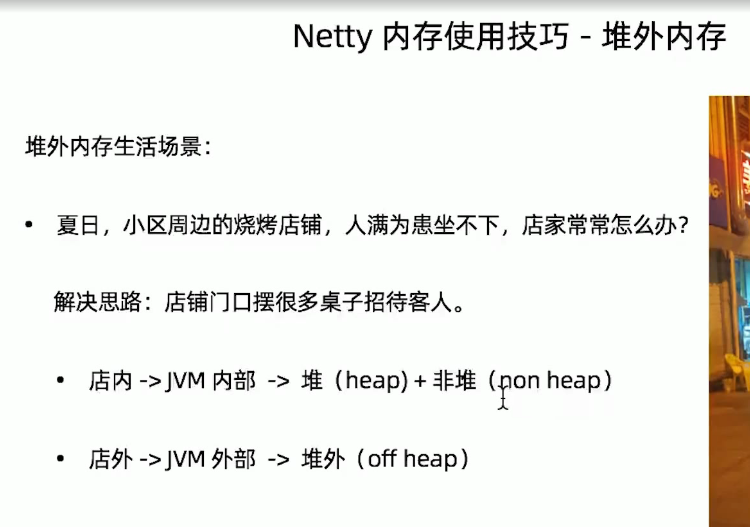 Netty 内存使用技巧 - 堆外内存
堆外内存生活场景：
• 夏日，小区周边的烧烤店铺，人满为患坐不下，店家常常怎么办？
解决思路：店铺门口摆很多桌子招待客人。
• 店内 -> JVM 内部 -> 堆（heap) + 非堆（non heap）
• 店外 -> JVM 外部 -> 堆外（off heap）